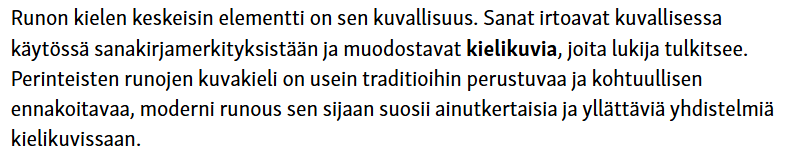 Runon kielen keskeisin elementti on sen kuvallisuus. Sanat irtoavat kuvallisessa
käytössä sanakirjamerkityksistään ja muodostavat kielikuvia, joita lukija tulkitsee.
Perinteisten runojen kuvakieli on usein traditioihin perustuvaa ja kohtuullisen
ennakoitavaa, moderni runous sen sijaan suosii ainutkertaisia ja yllättäviä yhdistelmiä
kielikuvissaan.